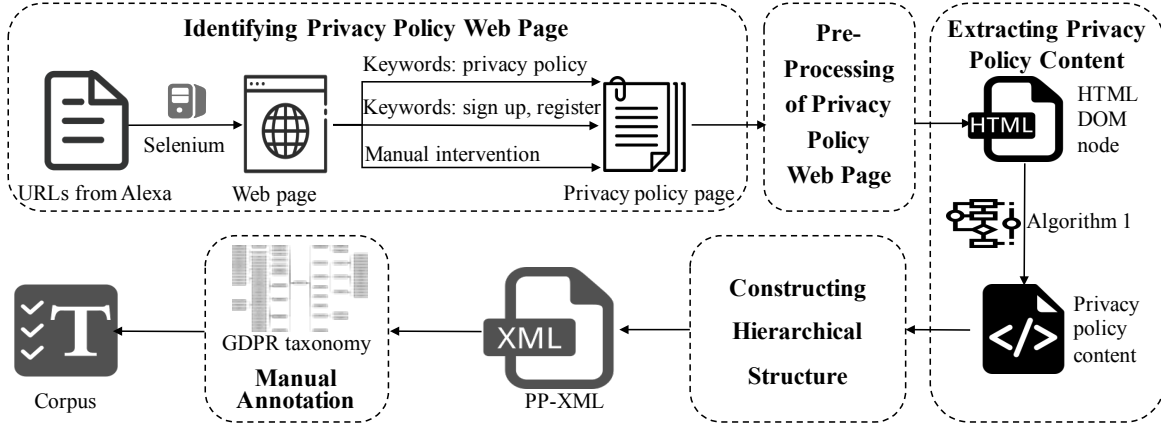 Identifying Privacy Policy Web Page
URLs from Alexa
Selenium
Web page
Keywords: privacy policy
Keywords: sign up, register
Manual intervention
Privacy policy page
Pre-
Processing
of Privacy
Policy
Web Page
Extracting Privacy
Policy Content
HTML
HTML
DOM
node
Algorithm 1
</>
Privacy
policy
content
Constructing
Hierarchical
Structure
XML
PP-XML
GDPR taxonomy
Manual
Annotation
T
Corpus